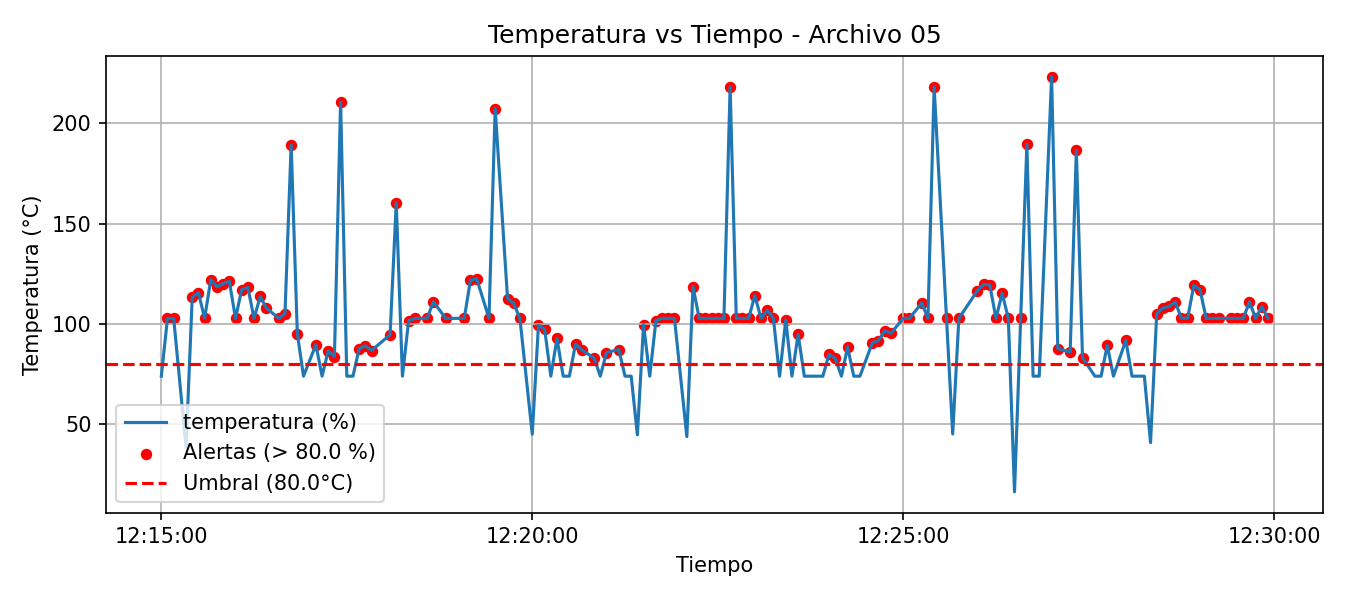 Temperatura vs Tiempo - Archivo 05
Temperatura (°C)
200
150
100
50
temperatura (%)
Alertas (> 80.0 %)
Umbral (80.0°C)
12:15:00
12:20:00
12:25:00
12:30:00
Tiempo